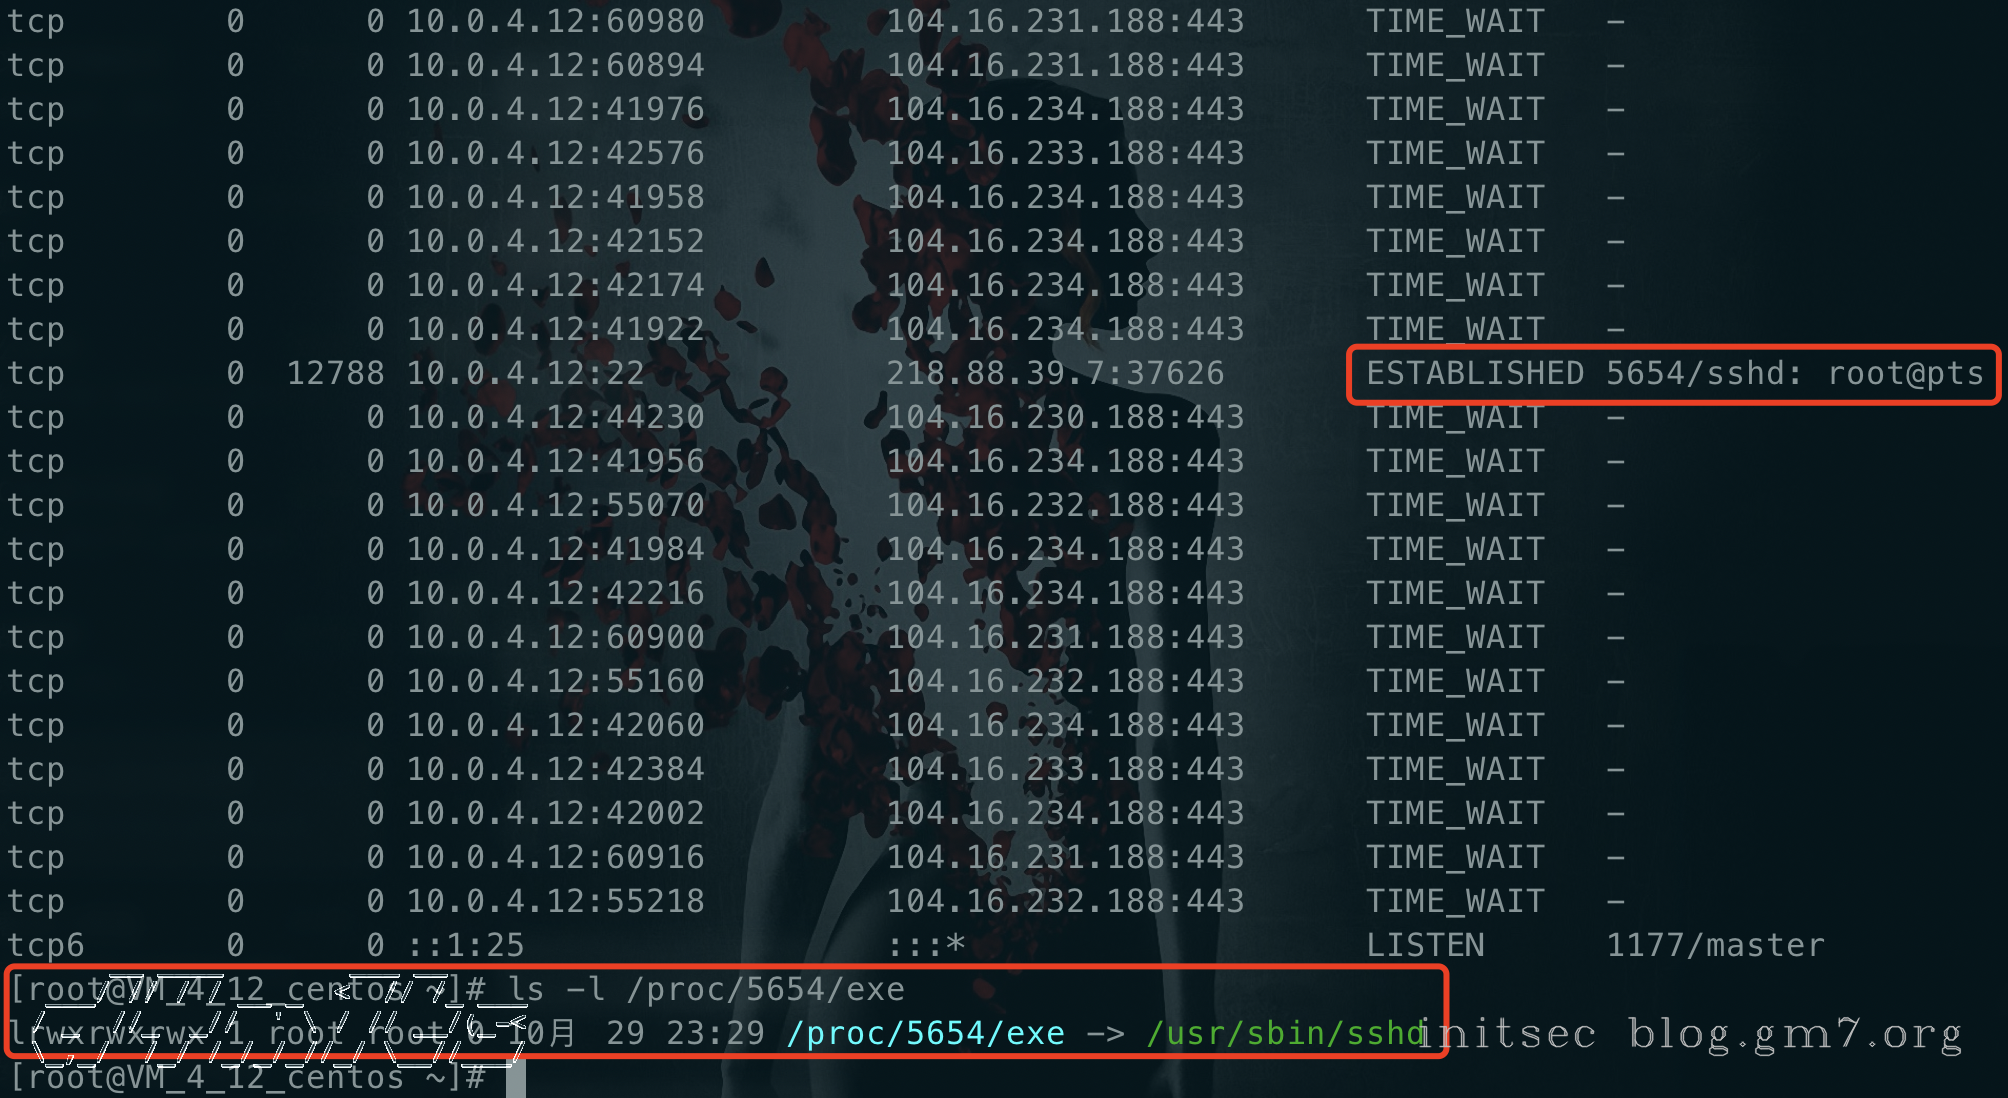 tcp 0 0 10.0.4.12:60980 104.16.231.188:443 TIME_WAIT -
tcp 0 0 10.0.4.12:60894 104.16.231.188:443 TIME_WAIT -
tcp 0 0 10.0.4.12:41976 104.16.234.188:443 TIME_WAIT -
tcp 0 0 10.0.4.12:42576 104.16.233.188:443 TIME_WAIT -
tcp 0 0 10.0.4.12:41958 104.16.234.188:443 TIME_WAIT -
tcp 0 0 10.0.4.12:42152 104.16.234.188:443 TIME_WAIT -
tcp 0 0 10.0.4.12:42174 104.16.234.188:443 TIME_WAIT -
tcp 0 0 10.0.4.12:41922 104.16.234.188:443 TIME_WAIT -
tcp 0 12788 10.0.4.12:22 218.88.39.7:37626 ESTABLISHED 5654/sshd: root@pts
tcp 0 0 10.0.4.12:44230 104.16.230.188:443 TIME_WAIT -
tcp 0 0 10.0.4.12:41956 104.16.234.188:443 TIME_WAIT -
tcp 0 0 10.0.4.12:55070 104.16.232.188:443 TIME_WAIT -
tcp 0 0 10.0.4.12:41984 104.16.234.188:443 TIME_WAIT -
tcp 0 0 10.0.4.12:42216 104.16.234.188:443 TIME_WAIT -
tcp 0 0 10.0.4.12:60900 104.16.231.188:443 TIME_WAIT -
tcp 0 0 10.0.4.12:55160 104.16.232.188:443 TIME_WAIT -
tcp 0 0 10.0.4.12:42060 104.16.234.188:443 TIME_WAIT -
tcp 0 0 10.0.4.12:42384 104.16.233.188:443 TIME_WAIT -
tcp 0 0 10.0.4.12:42002 104.16.234.188:443 TIME_WAIT -
tcp 0 0 10.0.4.12:60916 104.16.231.188:443 TIME_WAIT -
tcp 0 0 10.0.4.12:55218 104.16.232.188:443 TIME_WAIT -
tcp6 0 0 ::1:25 :::* LISTEN 1177/master
[root@VM_4_12_centos ~]# ls -l /proc/5654/exe
lrwxrwxrwx 1 root root 0 10月 29 23:29 /proc/5654/exe -> /usr/sbin/sshd
initsec blog.gm7.org
[root@VM_4_12_centos ~]#